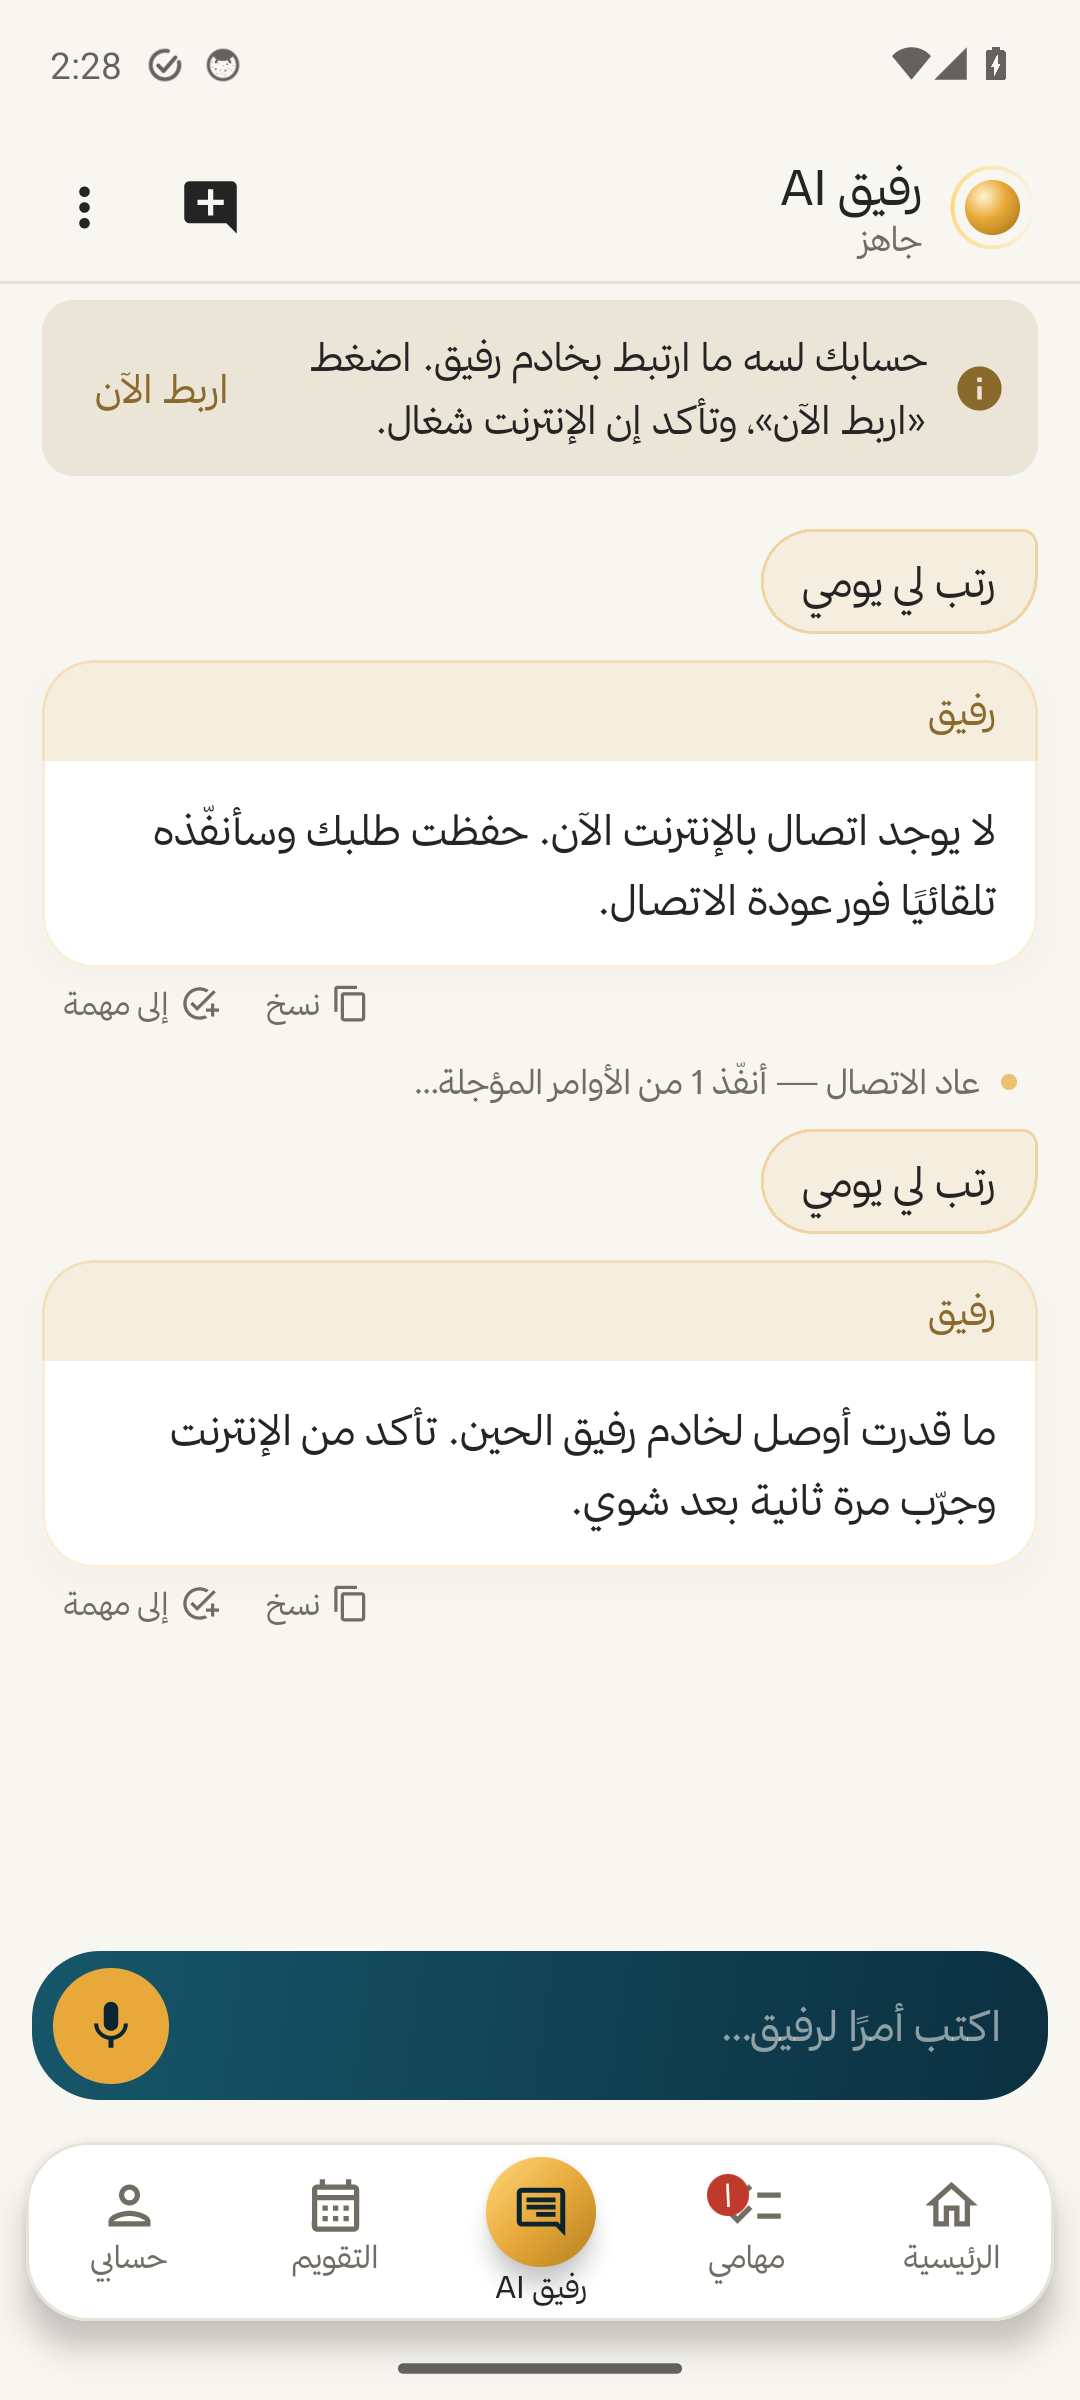 2:28
رفيق AI
جاهز
حسابك لسه ما ارتبط بخادم رفيق. اضغط
«اربط الآن»، وتأكد إن الإنترنت شغال.
اربط الآن
رتب لي يومي
رفيق
لا يوجد اتصال بالإنترنت الآن. حفظت طلبك وسأنفّذه
تلقائيًا فور عودة الاتصال.
نسخ
إلى مهمة
عاد الاتصال — أنفّذ 1 من الأوامر المؤجلة...
رتب لي يومي
رفيق
ما قدرت أوصل لخادم رفيق الحين. تأكد من الإنترنت
وجرّب مرة ثانية بعد شوي.
نسخ
إلى مهمة
اكتب أمرًا لرفيق...
الرئيسية
١
مهامي
رفيق AI
التقويم
حسابي